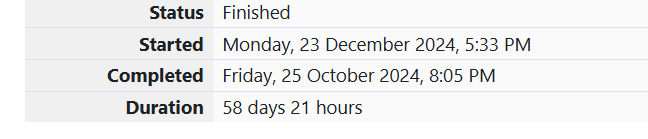 Status Finished
Started Monday, 23 December 2024, 5:33 PM
Completed Friday, 25 October 2024, 8:05 PM
Duration 58 days 21 hours